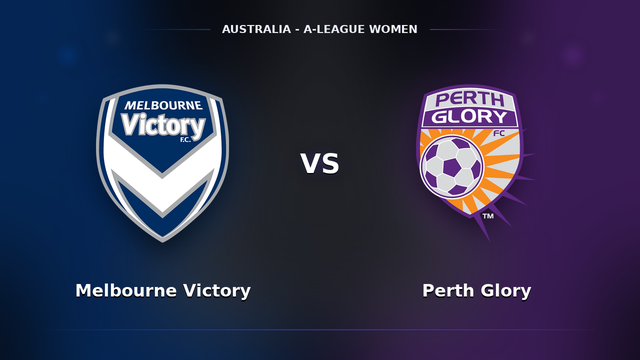 AUSTRALIA - A-LEAGUE WOMEN
MELBOURNE
Victory
F.C.
PERTH
GLORY
FC
TM
VS
Melbourne Victory
Perth Glory